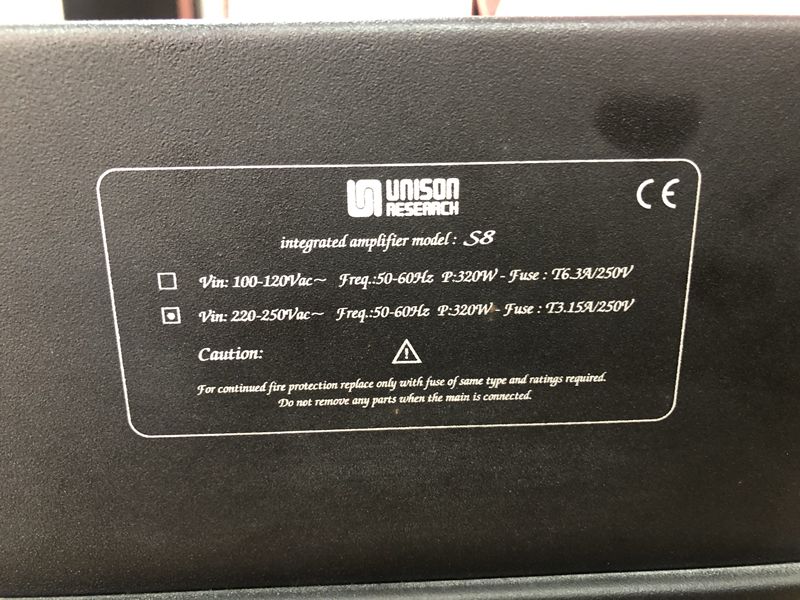 UNISON
RESEARCH
CE
integrated amplifier model : S8
Vin: 100-120Vac~ Freq.:50-60Hz P:320W - Fuse : T6.3A/250V
Vin: 220-250Vac~ Freq.:50-60Hz P:320W - Fuse : T3.15A/250V
Caution:
For continued fire protection replace only with fuse of same type and ratings required.
Do not remove any parts when the main is connected.